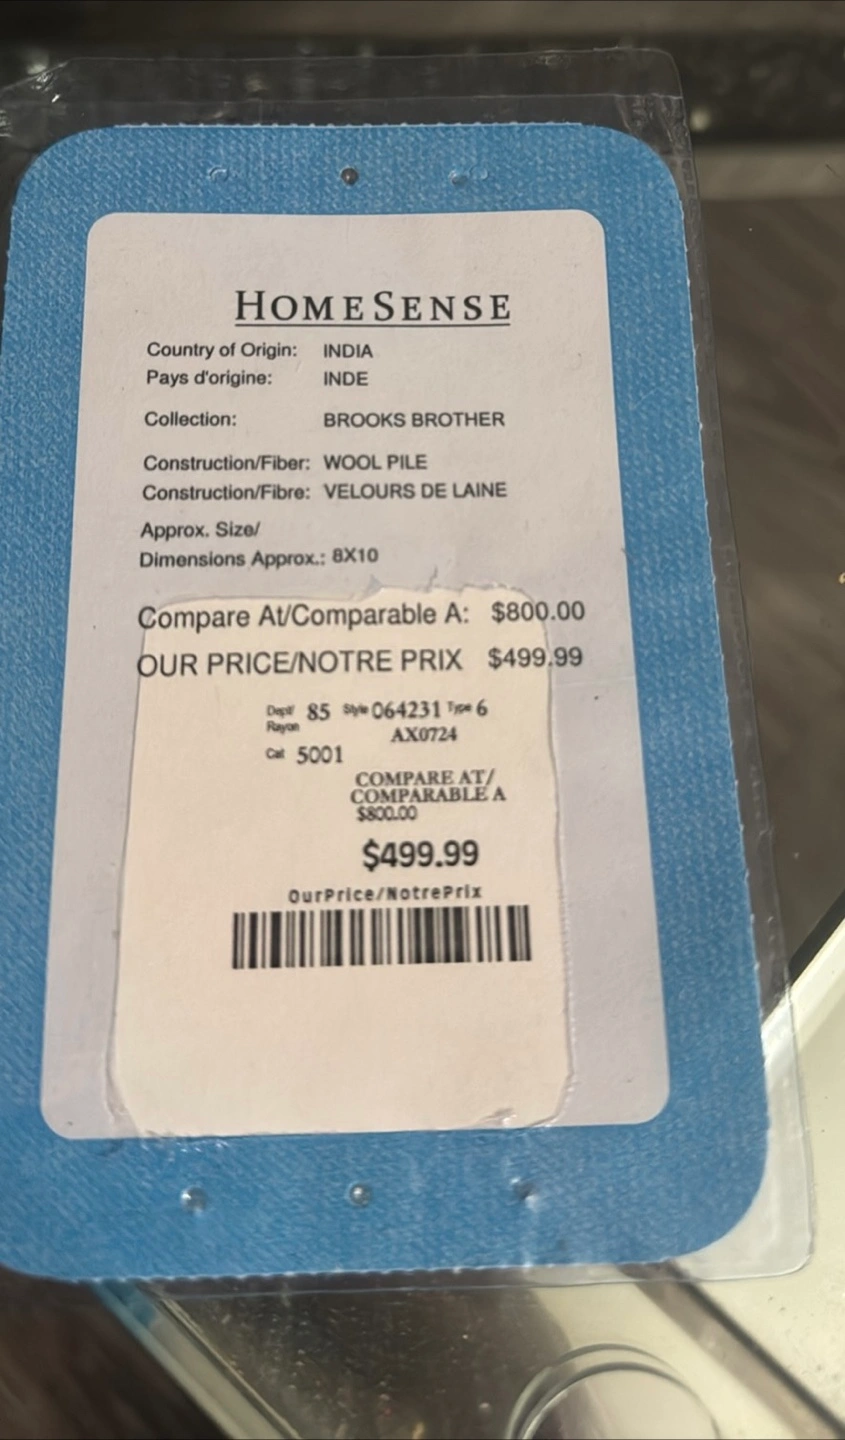 HOMESENSE
Country of Origin: INDIA
Pays d'origine: INDE
Collection: BROOKS BROTHER
Construction/Fiber: WOOL PILE
Construction/Fibre: VELOURS DE LAINE
Approx. Size/
Dimensions Approx.: 8X10
Compare At/Comparable A: $800.00
OUR PRICE/NOTRE PRIX $499.99
Dept/ 85 Style 064231 Type 6
Rayon AX0724
Cat 5001
COMPARE AT/
COMPARABLE A
$800.00
$499.99
OurPrice/NotrePrix